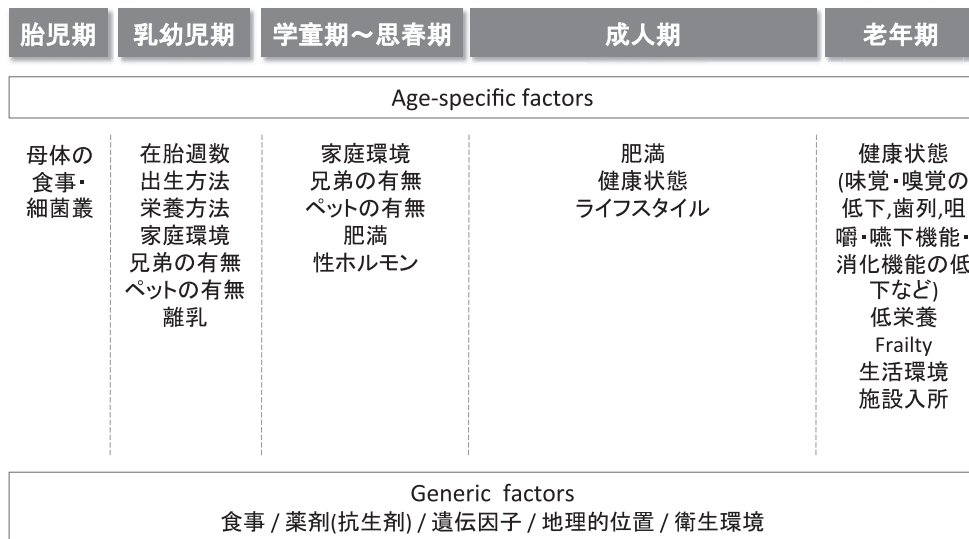 胎児期
乳幼児期
学童期～思春期
成人期
老年期
Age-specific factors
母体の
食事・
細菌叢
在胎週数
出生方法
栄養方法
家庭環境
兄弟の有無
ペットの有無
離乳
家庭環境
兄弟の有無
ペットの有無
肥満
性ホルモン
肥満
健康状態
ライフスタイル
健康状態
(味覚・嗅覚の
低下,歯列,咀
嚼・嚥下機能・
消化機能の低
下など)
低栄養
Frailty
生活環境
施設入所
Generic factors
食事 / 薬剤(抗生剤) / 遺伝因子 / 地理的位置 / 衛生環境